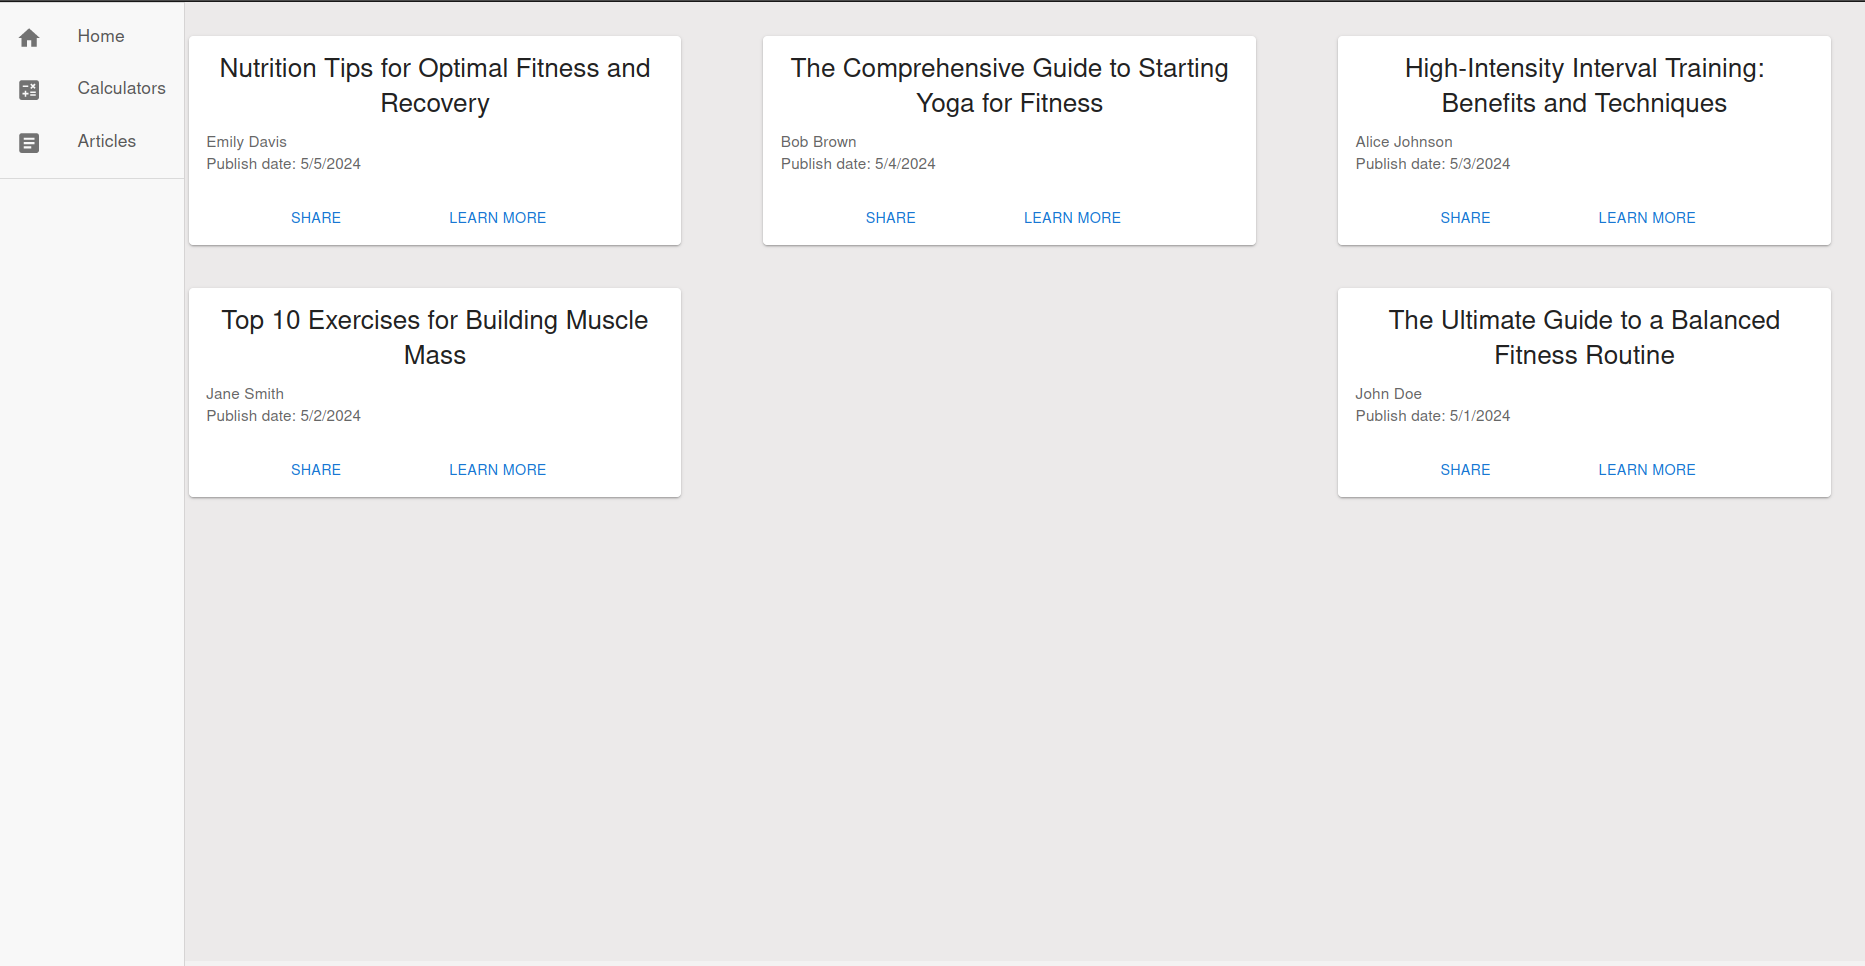 Home
Calculators
Articles
Nutrition Tips for Optimal Fitness and
Recovery
Emily Davis
Publish date: 5/5/2024
SHARE LEARN MORE
The Comprehensive Guide to Starting
Yoga for Fitness
Bob Brown
Publish date: 5/4/2024
SHARE LEARN MORE
High-Intensity Interval Training:
Benefits and Techniques
Alice Johnson
Publish date: 5/3/2024
SHARE LEARN MORE
Top 10 Exercises for Building Muscle
Mass
Jane Smith
Publish date: 5/2/2024
SHARE LEARN MORE
The Ultimate Guide to a Balanced
Fitness Routine
John Doe
Publish date: 5/1/2024
SHARE LEARN MORE